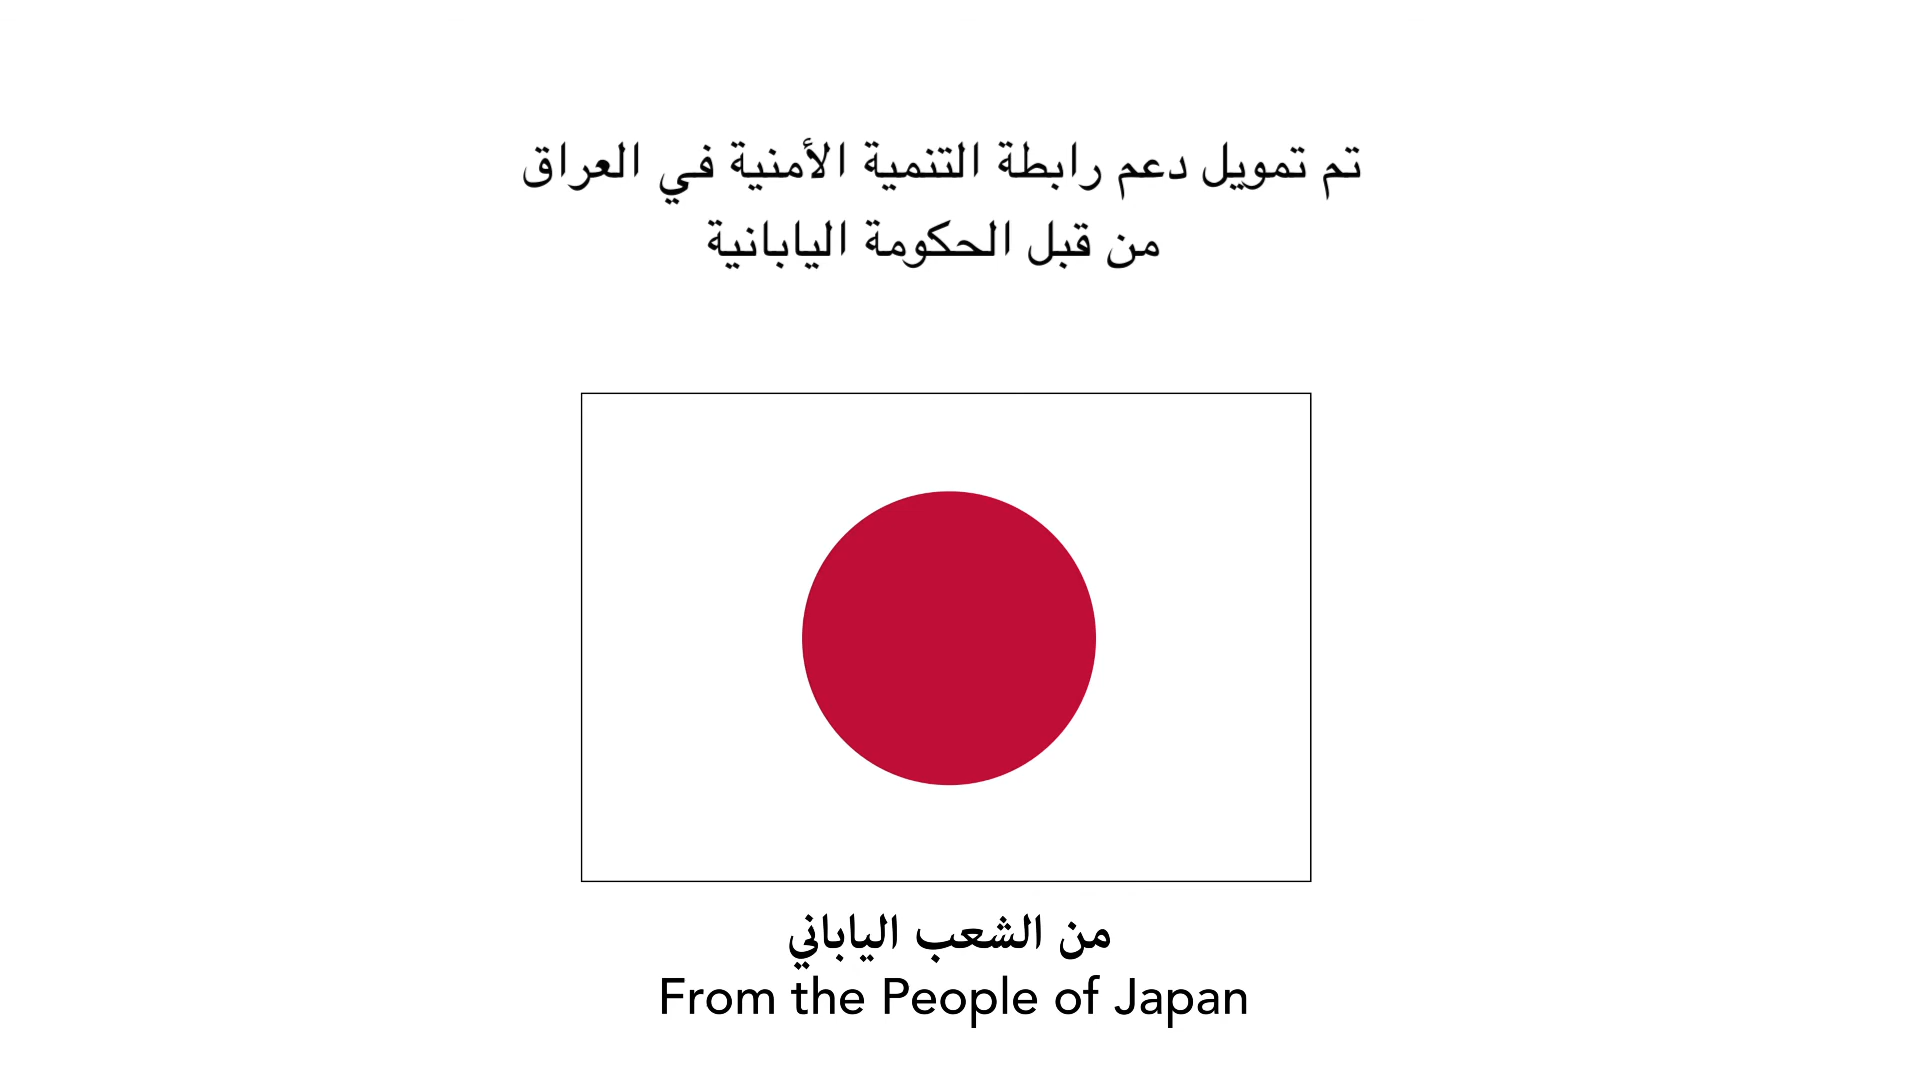 تم تمويل دعم رابطة التنمية الأمنية في العراق
من قبل الحكومة اليابانية
من الشعب الياباني
From the People of Japan